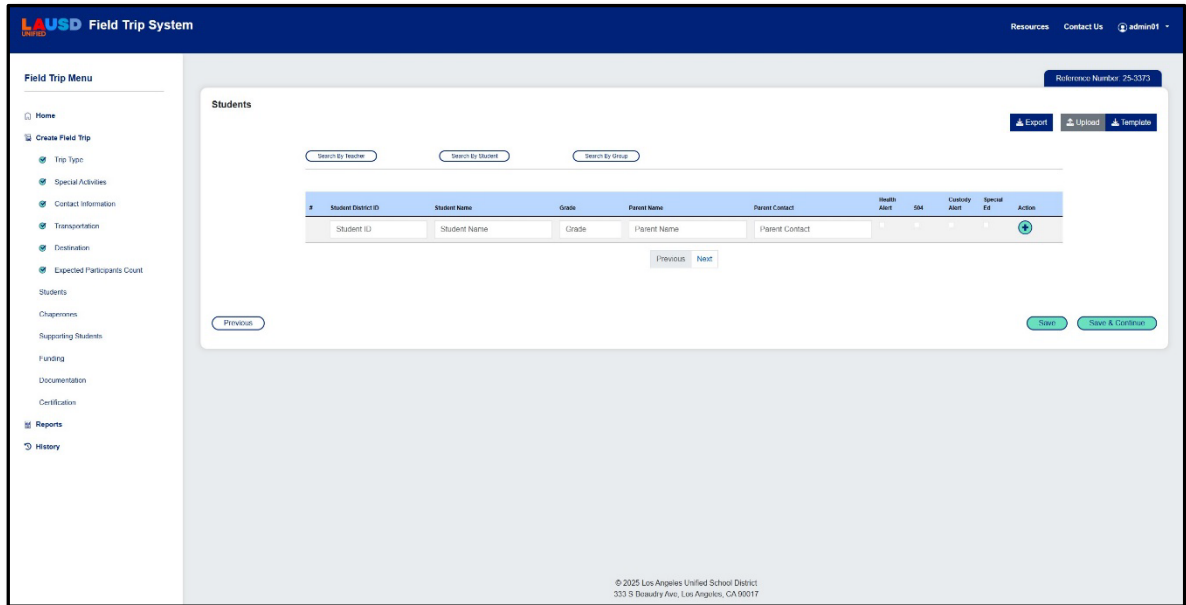 LAUSD Field Trip System
UNIFIED
Resources Contact Us admin01
Field Trip Menu
Reference Number: 25-3373
Home
Create Field Trip
Trip Type
Special Activities
Contact Information
Transportation
Destination
Expected Participants Count
Students
Chaperones
Supporting Students
Funding
Documentation
Certification
Reports
History
Students
Export Upload Template
Search By Teacher Search By Student Search By Group
# Student District ID Student Name Grade Parent Name Parent Contact Health Alert 504 Custody Alert Special Ed Action
Student ID Student Name Grade Parent Name Parent Contact
Previous Next
Previous Save Save & Continue
© 2025 Los Angeles Unified School District
333 S Beaudry Ave, Los Angeles, CA 90017